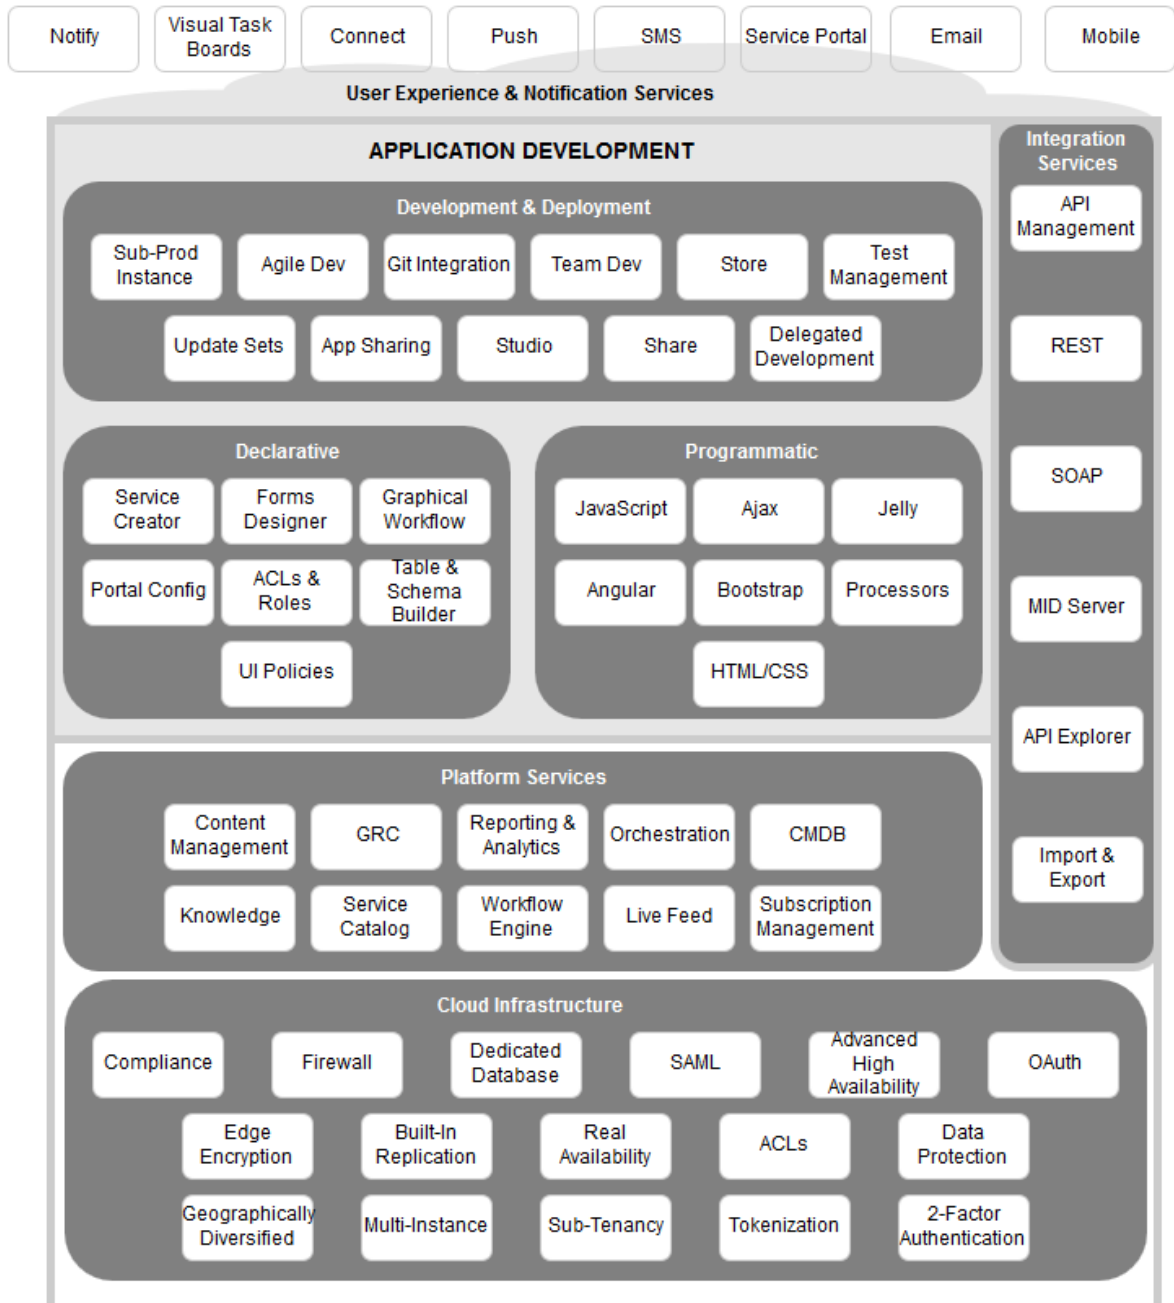 Notify
Visual Task
Boards
Connect
Push
SMS
Service Portal
Email
Mobile
User Experience & Notification Services
APPLICATION DEVELOPMENT
Development & Deployment
Sub-Prod
Instance
Agile Dev
Git Integration
Team Dev
Store
Test
Management
Update Sets
App Sharing
Studio
Share
Delegated
Development
Declarative
Service
Creator
Forms
Designer
Graphical
Workflow
Portal Config
ACLs &
Roles
Table &
Schema
Builder
UI Policies
Programmatic
JavaScript
Ajax
Jelly
Angular
Bootstrap
Processors
HTML/CSS
Integration
Services
API
Management
REST
SOAP
MID Server
API Explorer
Import &
Export
Platform Services
Content
Management
GRC
Reporting &
Analytics
Orchestration
CMDB
Knowledge
Service
Catalog
Workflow
Engine
Live Feed
Subscription
Management
Cloud Infrastructure
Compliance
Firewall
Dedicated
Database
SAML
Advanced
High
Availability
OAuth
Edge
Encryption
Built-In
Replication
Real
Availability
ACLs
Data
Protection
Geographically
Diversified
Multi-Instance
Sub-Tenancy
Tokenization
2-Factor
Authentication